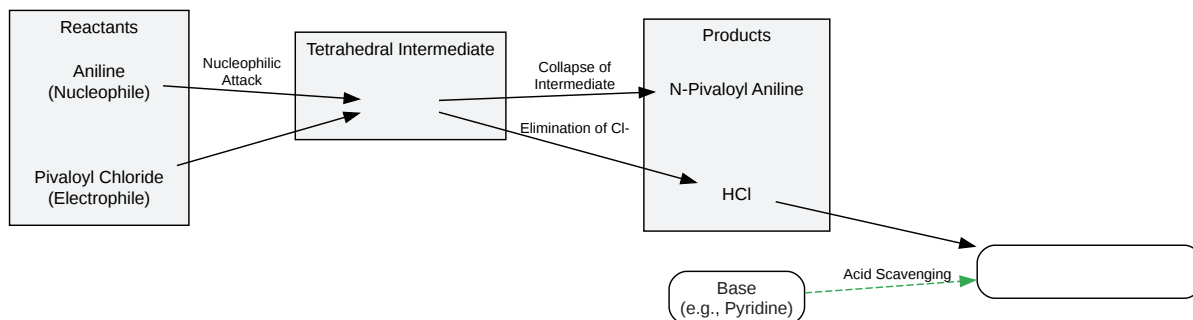 Reactants
Aniline
(Nucleophile)
Pivaloyl Chloride
(Electrophile)
Nucleophilic
Attack
Tetrahedral Intermediate
Collapse of
Intermediate
Elimination of Cl-
Products
N-Pivaloyl Aniline
HCl
Base
(e.g., Pyridine)
Acid Scavenging